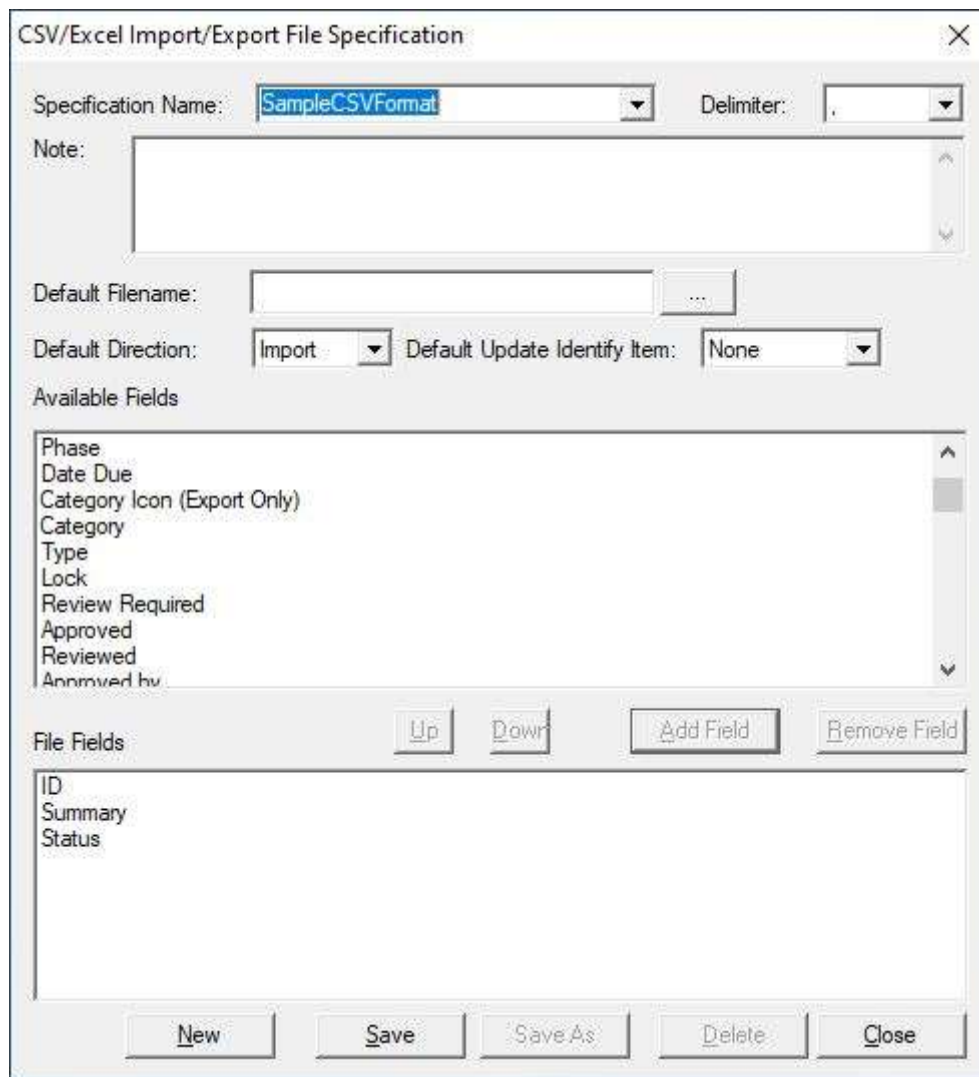 CSV/Excel Import/Export File Specification
Specification Name: SampleCSVFormat Delimiter: ,
Note:
Default Filename: ...
Default Direction: Import Default Update Identify Item: None
Available Fields
Phase
Date Due
Category Icon (Export Only)
Category
Type
Lock
Review Required
Approved
Reviewed
Approved by
File Fields Up Down Add Field Remove Field
ID
Summary
Status
New Save Save As Delete Close